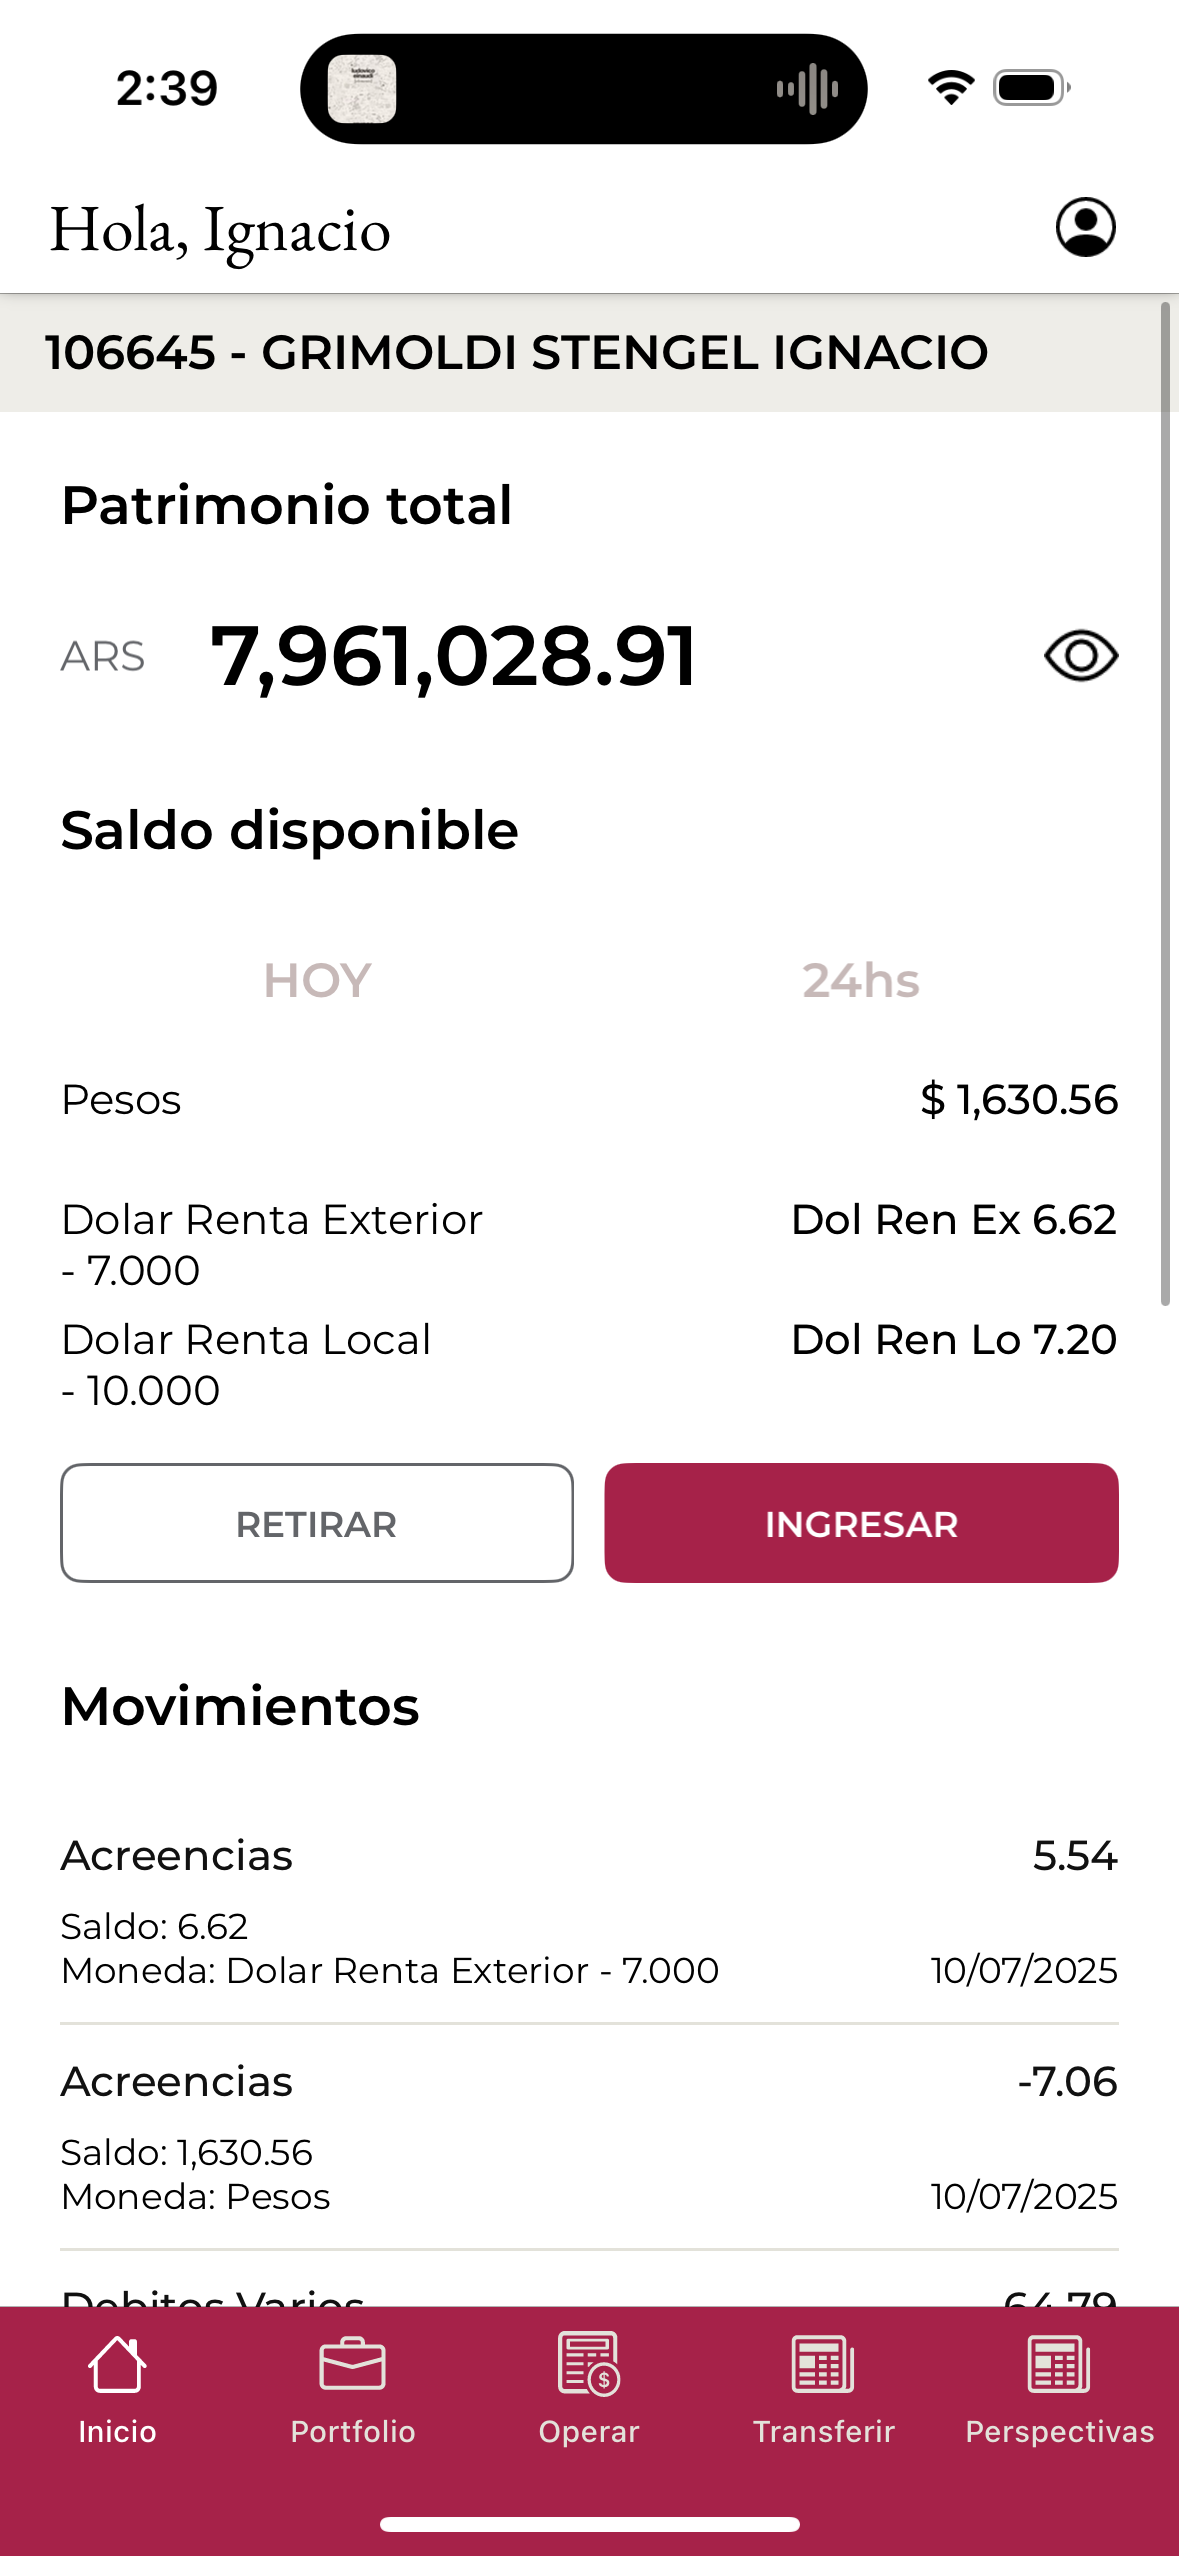 2:39
Hola, Ignacio
106645 - GRIMOLDI STENGEL IGNACIO
Patrimonio total
ARS 7,961,028.91
Saldo disponible
HOY 24hs
Pesos $ 1,630.56
Dolar Renta Exterior Dol Ren Ex 6.62
- 7.000
Dolar Renta Local Dol Ren Lo 7.20
- 10.000
RETIRAR INGRESAR
Movimientos
Acreencias 5.54
Saldo: 6.62
Moneda: Dolar Renta Exterior - 7.000 10/07/2025
Acreencias -7.06
Saldo: 1,630.56
Moneda: Pesos 10/07/2025
Debitos Varios 64.79
Inicio Portfolio Operar Transferir Perspectivas